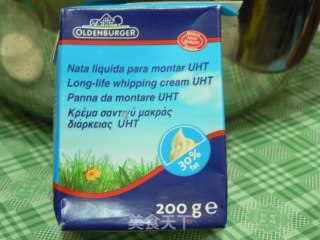 OLDENBURGER
Nata líquida para montar UHT
Long-life whipping cream UHT
Panna da montare UHT
Κρέμα σαντιγύ μακράς
διάρκειας UHT
30%
fat
200 g e
美食天下